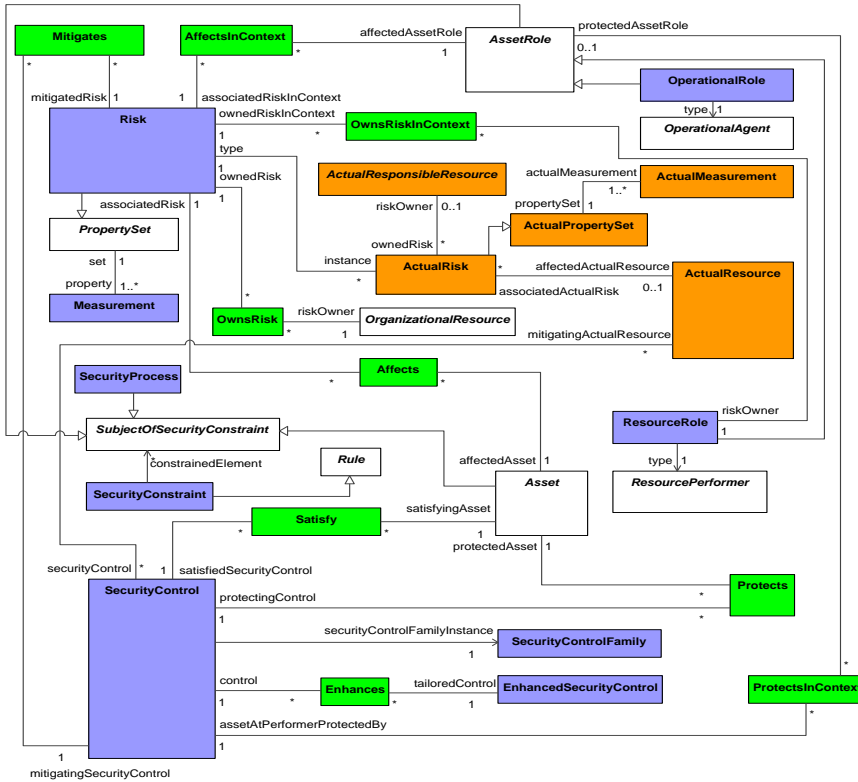 protectedAssetRole
Mitigates
AffectsInContext
affectedAssetRole
AssetRole
*
1
0..1
*
*
*
OperationalRole
mitigatedRisk
1
1
associatedRiskInContext
type
1
Risk
ownedRiskInContext
OwnsRiskInContext
*
OperationalAgent
1
*
type
ActualResponsibleResource
actualMeasurement
ActualMeasurement
1
ownedRisk
1..*
associatedRisk
1
1
riskOwner
0..1
propertySet
1
PropertySet
ActualPropertySet
ownedRisk
*
set
1
instance
ActualRisk
*
affectedActualResource
ActualResource
property
1..*
*
associatedActualRisk
0..1
Measurement
*
OwnsRisk
riskOwner
OrganizationalResource
*
1
mitigatingActualResource
*
SecurityProcess
Affects
*
*
riskOwner
SubjectOfSecurityConstraint
ResourceRole
1
*
constrainedElement
Rule
affectedAsset
1
type
1
Asset
ResourcePerformer
SecurityConstraint
satisfyingAsset
Satisfy
*
*
1
protectedAsset
1
securityControl
*
1
satisfiedSecurityControl
SecurityControl
Protects
protectingControl
*
1
*
securityControlFamilyInstance
SecurityControlFamily
1
control
Enhances
tailoredControl
EnhancedSecurityControl
*
ProtectsInContext
1
*
*
1
assetAtPerformerProtectedBy
*
1
1
mitigatingSecurityControl